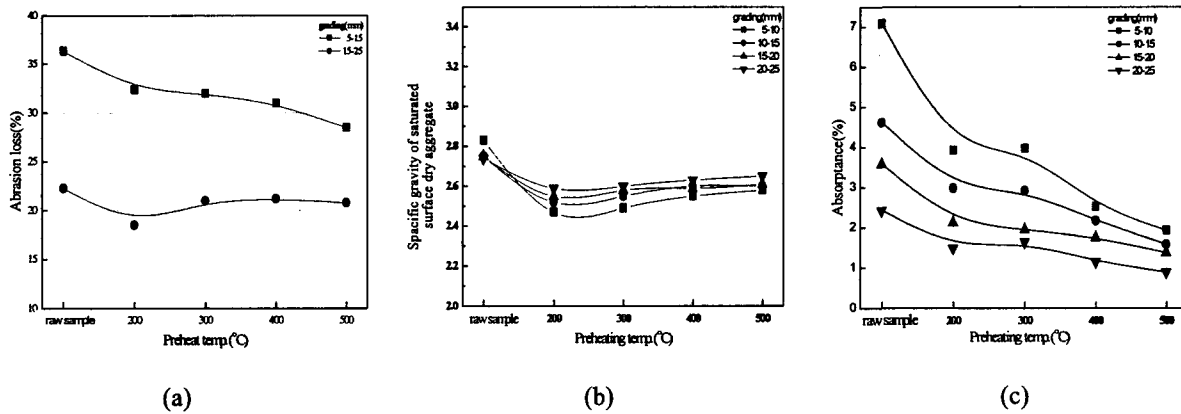 grading(mm)
5-15
15-25
Abrasion loss(%)
40
35
30
25
20
15
10
raw sample 200 300 400 500
Preheat temp.(°C)
(a)
grading(mm)
5-10
10-15
15-20
20-25
Spacific gravity of saturated
surface dry aggregate
3.4
3.2
3.0
2.8
2.6
2.4
2.2
2.0
raw sample 200 300 400 500
Preheating temp.(°C)
(b)
grading(mm)
5-10
10-15
15-20
20-25
Absorptance(%)
7
6
5
4
3
2
1
0
raw sample 200 300 400 500
Preheating temp.(°C)
(c)